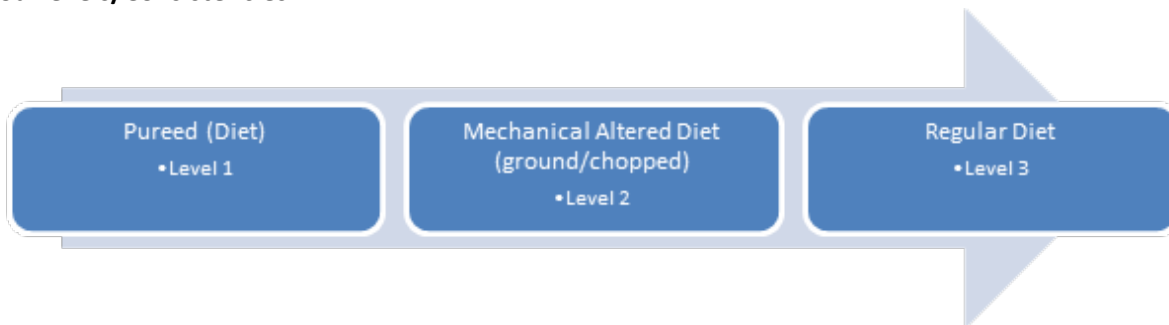 Pureed (Diet)
•Level 1
Mechanical Altered Diet
(ground/chopped)
•Level 2
Regular Diet
•Level 3